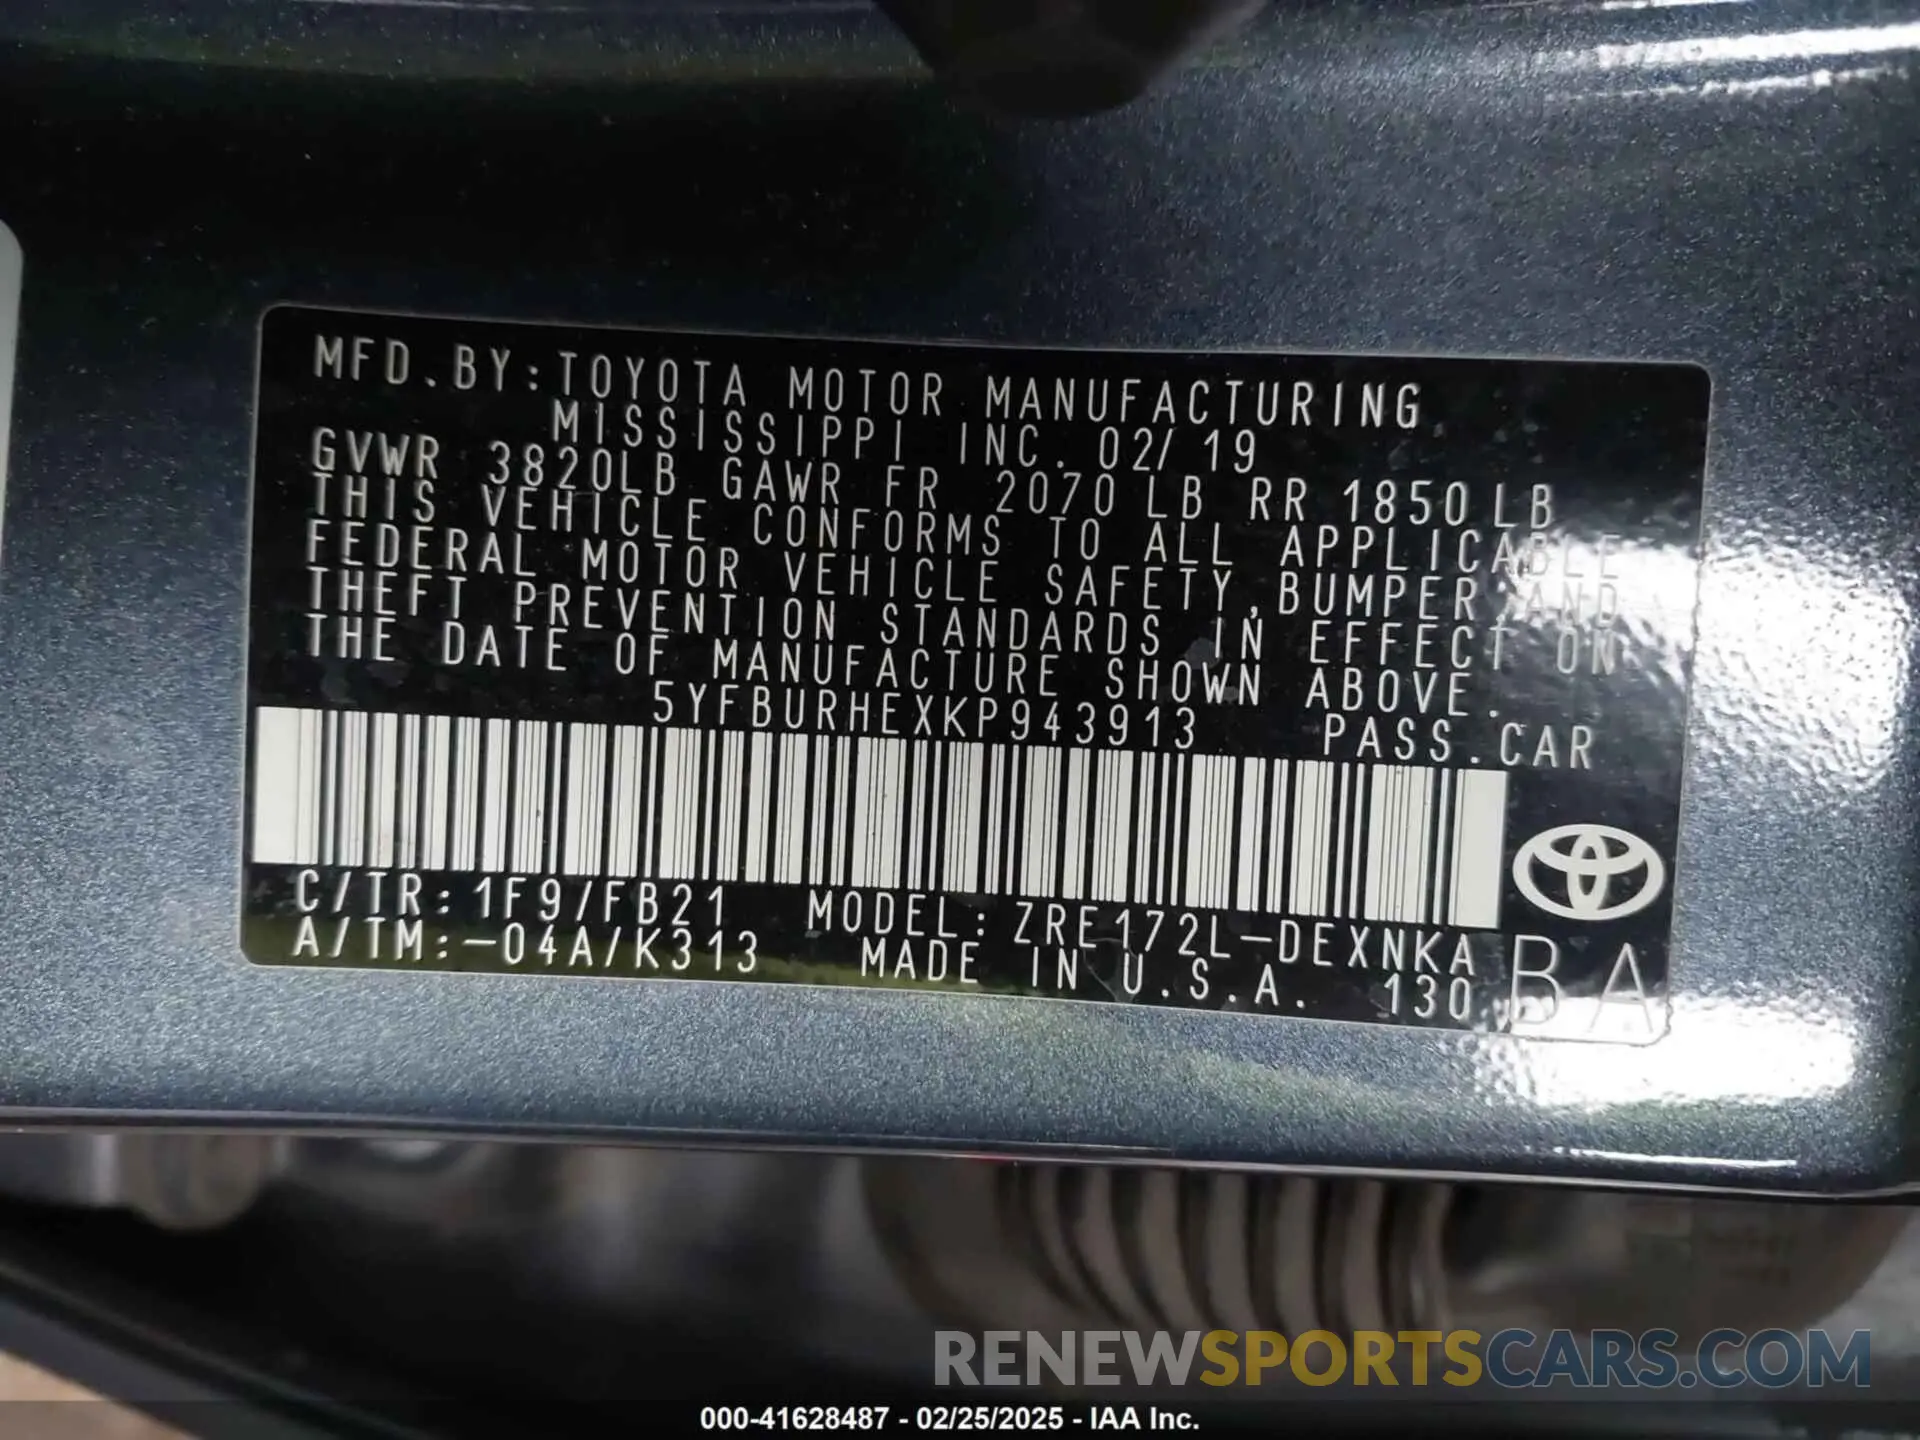 MFD.BY:TOYOTA MOTOR MANUFACTURING
MISSISSIPPI INC. 02/19
GVWR 3820LB GAWR FR 2070LB RR 1850LB
THIS VEHICLE CONFORMS TO ALL APPLICABLE
FEDERAL MOTOR VEHICLE SAFETY,BUMPER,AND
THEFT PREVENTION STANDARDS IN EFFECT ON
THE DATE OF MANUFACTURE SHOWN ABOVE.
5YFBURHEXKP943913 PASS.CAR
C/TR:1F9/FB21 MODEL:ZRE172L-DEXNKA
A/TM:-04A/K313 MADE IN U.S.A. 130
BA
RENEWSPORTSCARS.COM
000-41628487 - 02/25/2025 - IAA Inc.